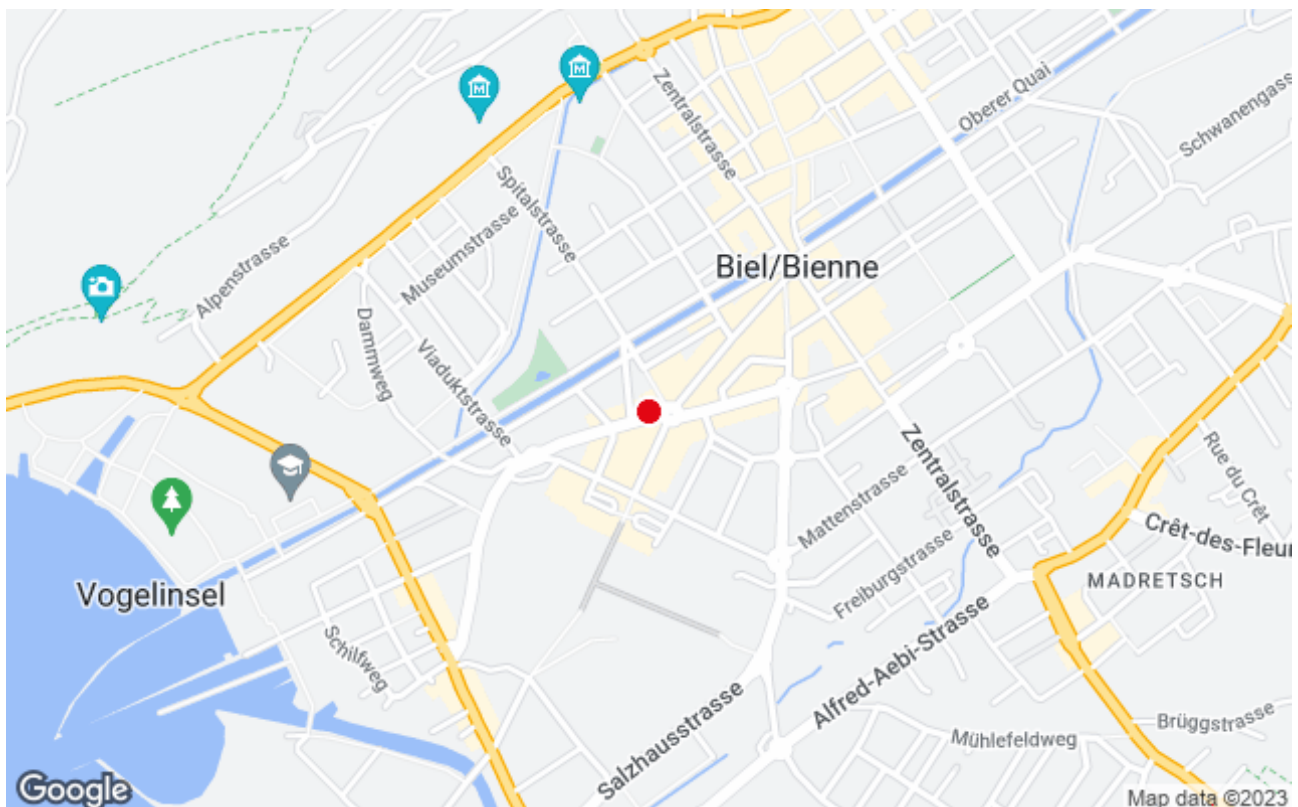 Zentralstrasse
Oberer Quai
Schwanengass
Spitalstrasse
Museumstrasse
Alpenstrasse
Biel/Bienne
Dammweg
Viaduktstrasse
Zentralstrasse
Rue du Crêt
Mattenstrasse
Crêt-des-Fleur
Freiburgstrasse
MADRETSCH
Vogelinsel
Schilfweg
Alfred-Aebi-Strasse
Salzhausstrasse
Brüggstrasse
Mühlefeldweg
Google
Map data ©2023
M
M